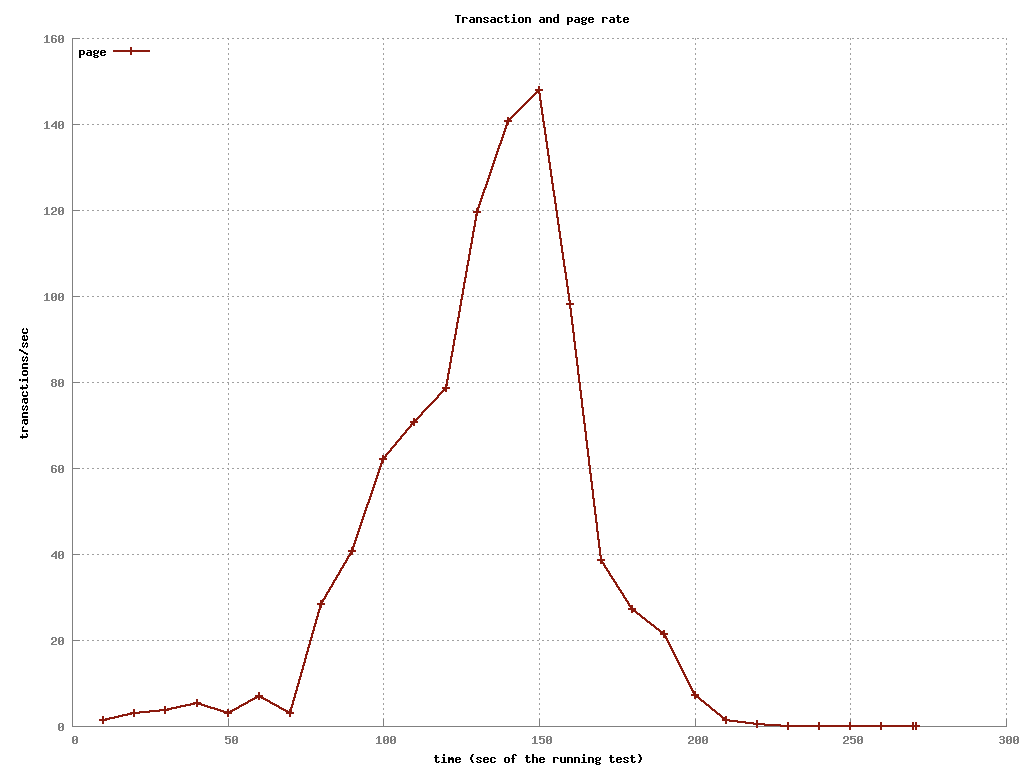 Transaction and page rate
160
page
140
120
100
80
60
40
20
0
transactions/sec
0 50 100 150 200 250 300
time (sec of the running test)